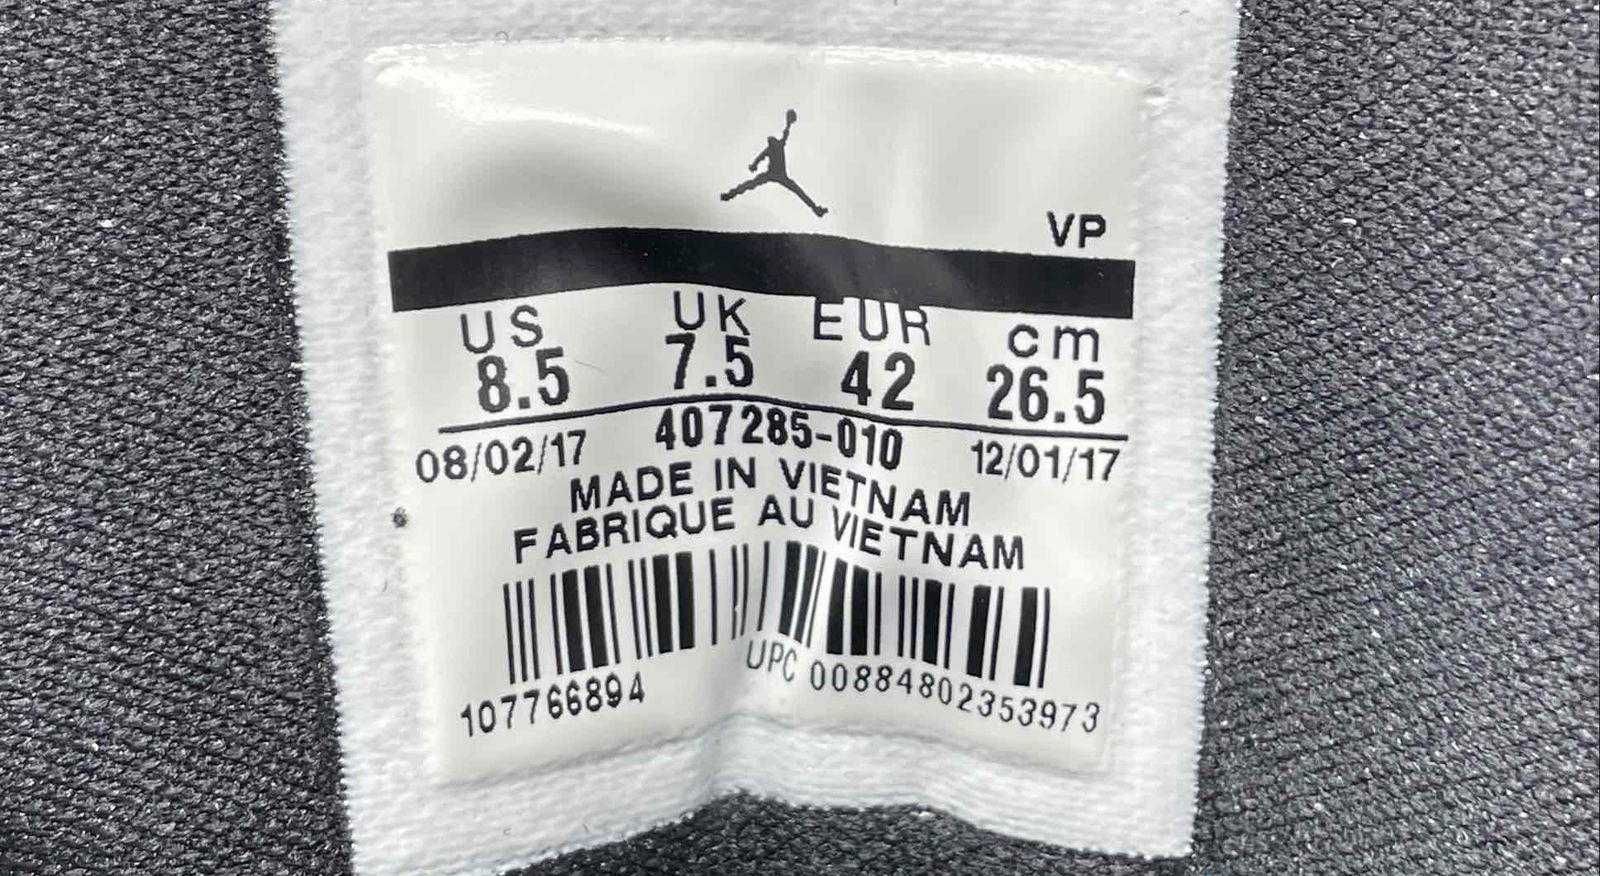 VP
US UK EUR cm
8.5 7.5 42 26.5
08/02/17 407285-010 12/01/17
MADE IN VIETNAM
FABRIQUE AU VIETNAM
107766894 UPC 00884802353973